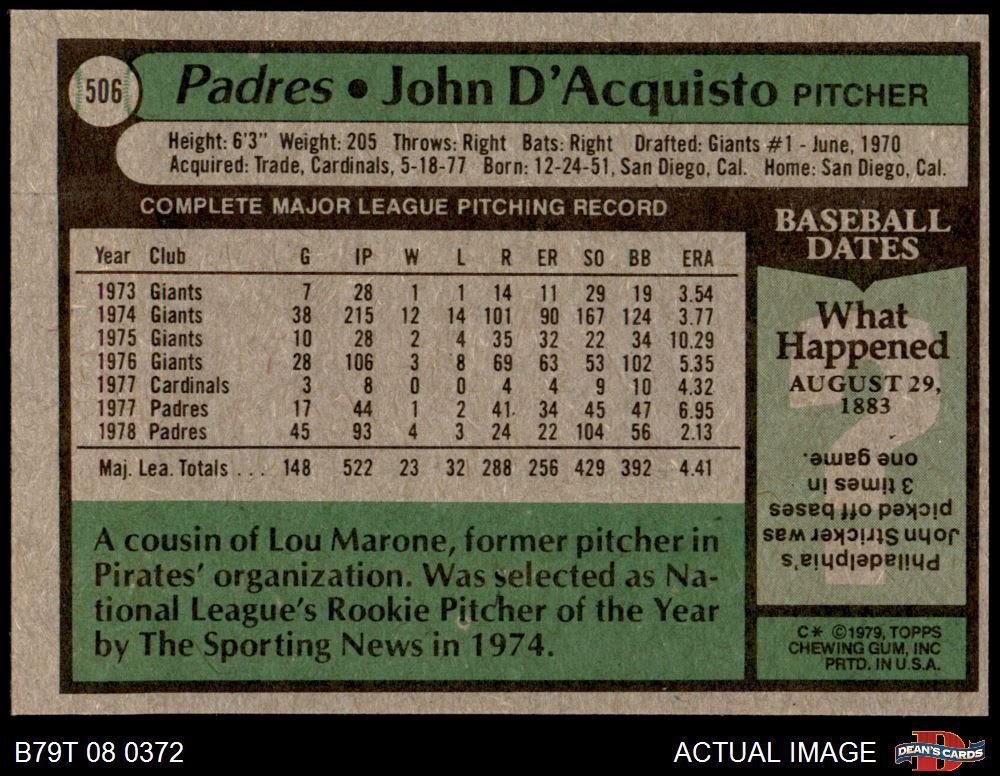 506
Padres • John D'Acquisto PITCHER
Height: 6'3" Weight: 205 Throws: Right Bats: Right Drafted: Giants #1 - June, 1970
Acquired: Trade, Cardinals, 5-18-77 Born: 12-24-51, San Diego, Cal. Home: San Diego, Cal.
COMPLETE MAJOR LEAGUE PITCHING RECORD
Year Club G IP W L R ER SO BB ERA
1973 Giants 7 28 1 1 14 11 29 19 3.54
1974 Giants 38 215 12 14 101 90 167 124 3.77
1975 Giants 10 28 2 4 35 32 22 34 10.29
1976 Giants 28 106 3 8 69 63 53 102 5.35
1977 Cardinals 3 8 0 0 4 4 9 10 4.32
1977 Padres 17 44 1 2 41 34 45 47 6.95
1978 Padres 45 93 4 3 24 22 104 56 2.13
Maj. Lea. Totals . . . 148 522 23 32 288 256 429 392 4.41
A cousin of Lou Marone, former pitcher in
Pirates' organization. Was selected as Na-
tional League's Rookie Pitcher of the Year
by The Sporting News in 1974.
BASEBALL
DATES
What
Happened
AUGUST 29,
1883
?
Philadelphia's
John Stricker was
picked off bases
3 times in
one game.
C* ©1979, TOPPS
CHEWING GUM, INC
PRTD. IN U.S.A.
B79T 08 0372
ACTUAL IMAGE
DEAN'S CARDS